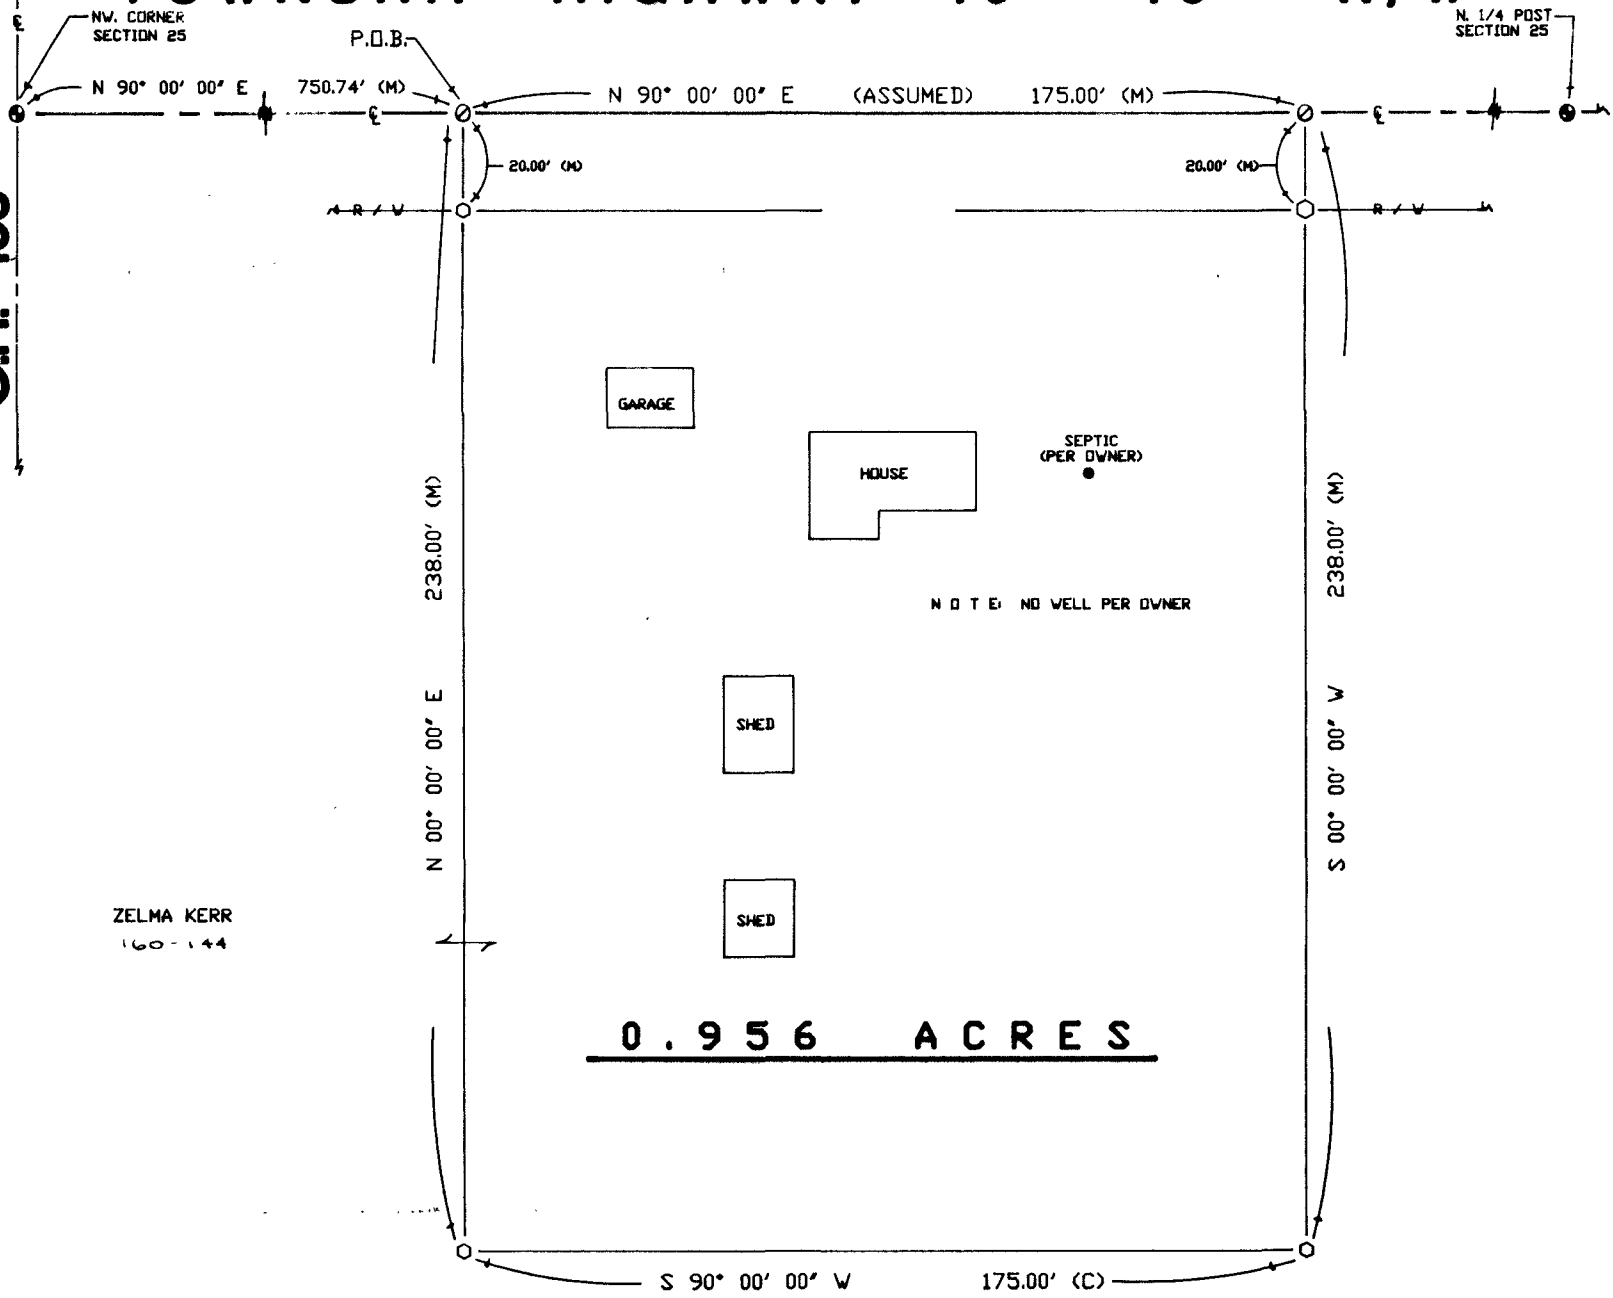 NW. CORNER
SECTION 25
N. 1/4 POST
SECTION 25
P.O.B.
N 90° 00' 00" E 750.74' (M)
N 90° 00' 00" E (ASSUMED) 175.00' (M)
20.00' (M)
20.00' (M)
R / W
R / W
GARAGE
HOUSE
SEPTIC
(PER OWNER)
N 00° 00' 00" E 238.00' (M)
S 00° 00' 00" W 238.00' (M)
N O T E: NO WELL PER OWNER
SHED
SHED
ZELMA KERR
160-144
0.956 ACRES
S 90° 00' 00" W 175.00' (C)